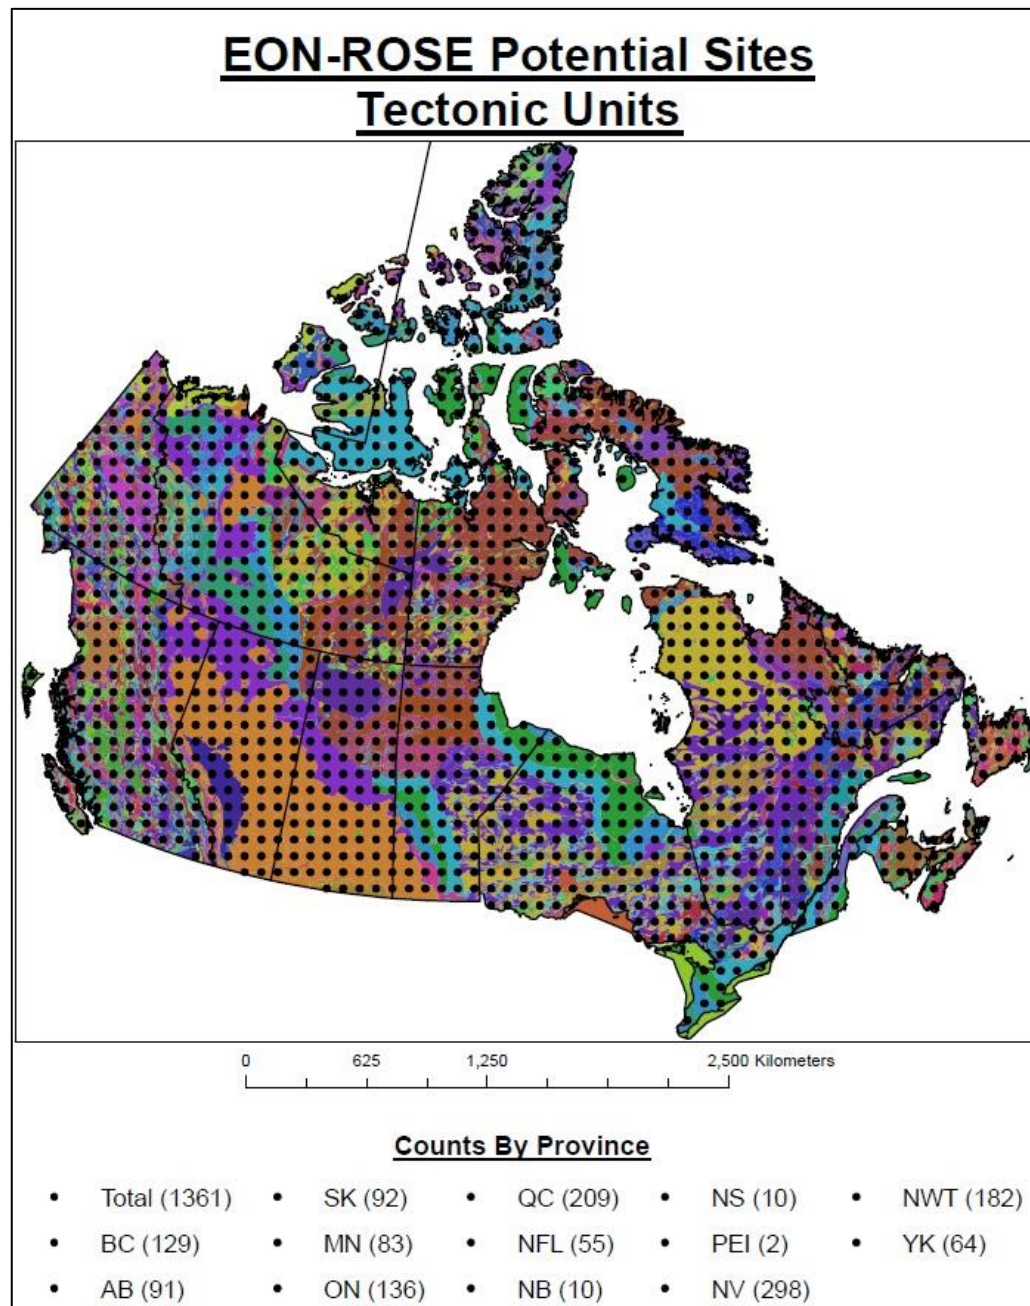 EON-ROSE Potential Sites
Tectonic Units
0 625 1,250 2,500 Kilometers
Counts By Province
• Total (1361) • SK (92) • QC (209) • NS (10) • NWT (182)
• BC (129) • MN (83) • NFL (55) • PEI (2) • YK (64)
• AB (91) • ON (136) • NB (10) • NV (298)